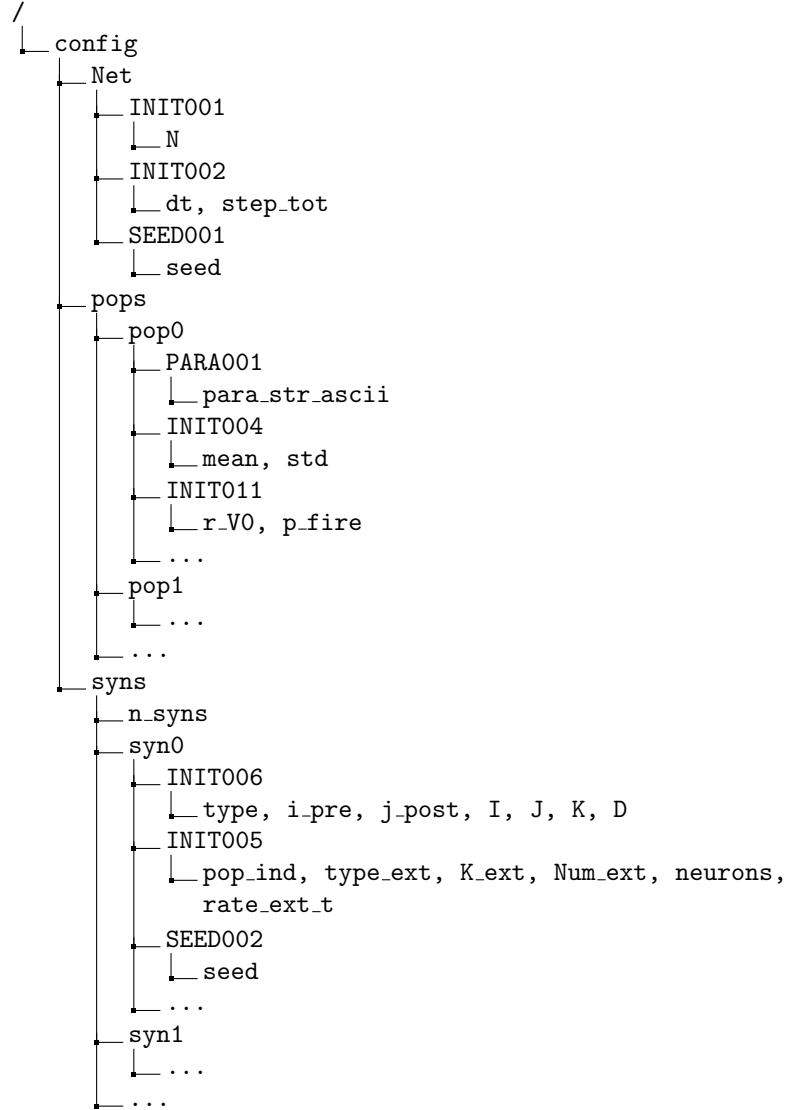 /
config
Net
INIT001
N
INIT002
dt, step_tot
SEED001
seed
pops
pop0
PARA001
para_str_ascii
INIT004
mean, std
INIT011
r_V0, p_fire
...
pop1
...
...
syns
n_syns
syn0
INIT006
type, i_pre, j_post, I, J, K, D
INIT005
pop_ind, type_ext, K_ext, Num_ext, neurons,
rate_ext_t
SEED002
seed
...
syn1
...
...